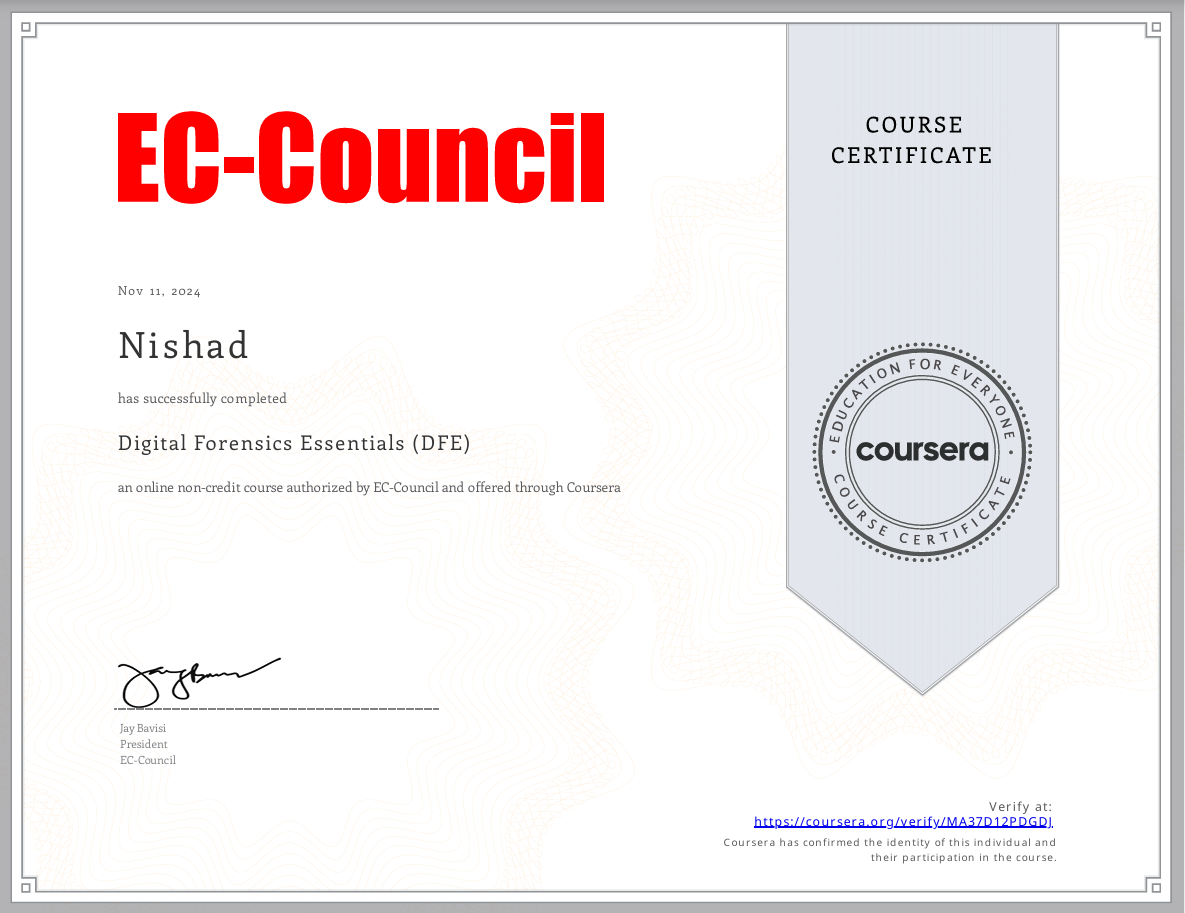 EC-Council
COURSE
CERTIFICATE
Nov 11, 2024
Nishad
has successfully completed
Digital Forensics Essentials (DFE)
an online non-credit course authorized by EC-Council and offered through Coursera
EDUCATION FOR EVERYONE
coursera
COURSE CERTIFICATE
Jay Bavisi
President
EC-Council
Verify at:
https://coursera.org/verify/MA37D12PDGDJ
Coursera has confirmed the identity of this individual and
their participation in the course.